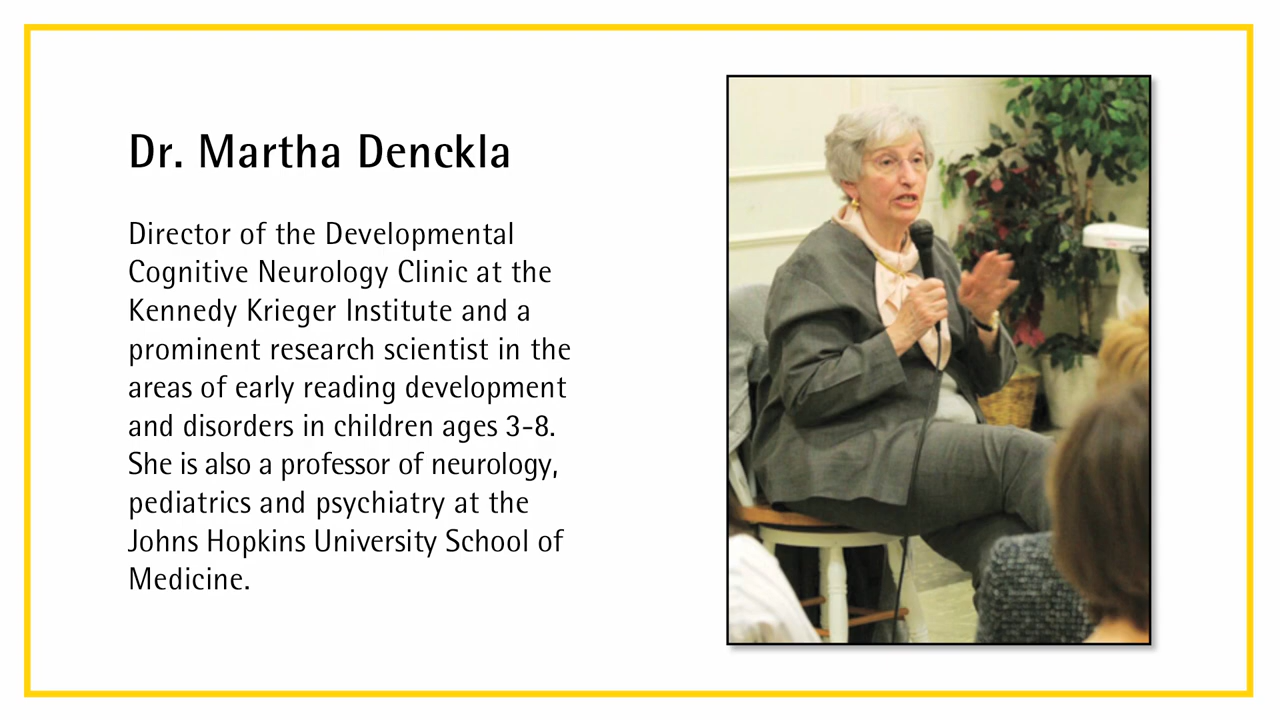 Dr. Martha Denckla
Director of the Developmental
Cognitive Neurology Clinic at the
Kennedy Krieger Institute and a
prominent research scientist in the
areas of early reading development
and disorders in children ages 3-8.
She is also a professor of neurology,
pediatrics and psychiatry at the
Johns Hopkins University School of
Medicine.